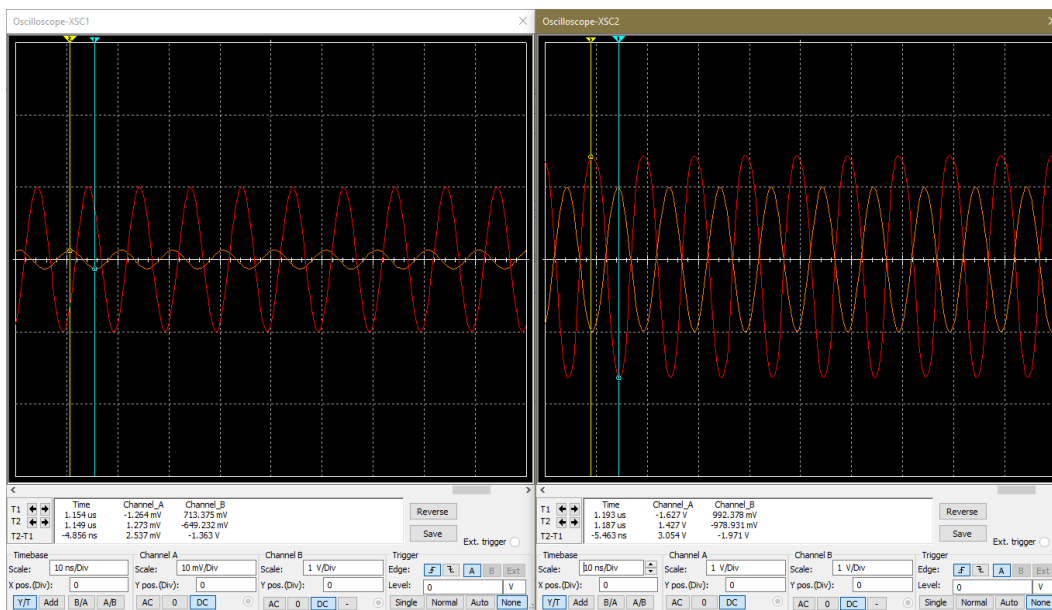 Oscilloscope-XSC1
2 1
Time Channel_A Channel_B
T1 1.154 us -1.264 mV 713.375 mV
T2 1.149 us 1.273 mV -649.232 mV
T2-T1 -4.856 ns 2.537 mV -1.363 V
Reverse
Save
Ext. trigger
Timebase Channel A Channel B Trigger
Scale: 10 ns/Div Scale: 10 mV/Div Scale: 1 V/Div Edge: A B Ext
X pos.(Div): 0 Y pos.(Div): 0 Y pos.(Div): 0 Level: 0 V
Y/T Add B/A A/B AC 0 DC AC 0 DC - Single Normal Auto None
Oscilloscope-XSC2
1
Time Channel_A Channel_B
T1 1.193 us -1.627 V 992.378 mV
T2 1.187 us 1.427 V -978.931 mV
T2-T1 -5.463 ns 3.054 V -1.971 V
Reverse
Save
Ext. trigger
Timebase Channel A Channel B Trigger
Scale: 10 ns/Div Scale: 1 V/Div Scale: 1 V/Div Edge: A B Ext
X pos.(Div): 0 Y pos.(Div): 0 Y pos.(Div): 0 Level: 0 V
Y/T Add B/A A/B AC 0 DC AC 0 DC - Single Normal Auto None